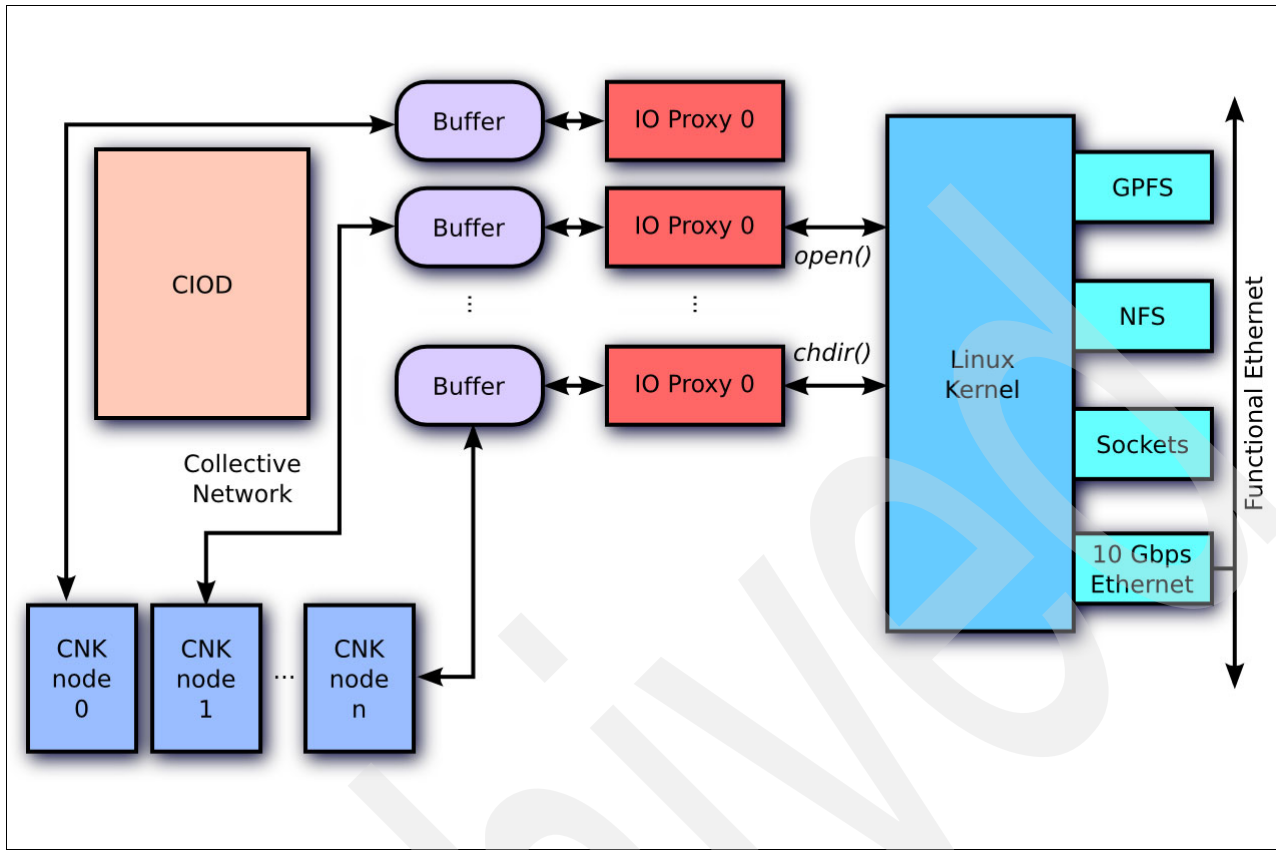 Buffer
IO Proxy 0
CIOD
Buffer
IO Proxy 0
open()
...
...
chdir()
Buffer
IO Proxy 0
Linux
Kernel
GPFS
NFS
Sockets
10 Gbps
Ethernet
Functional Ethernet
Collective
Network
CNK
node
0
CNK
node
1
...
CNK
node
n